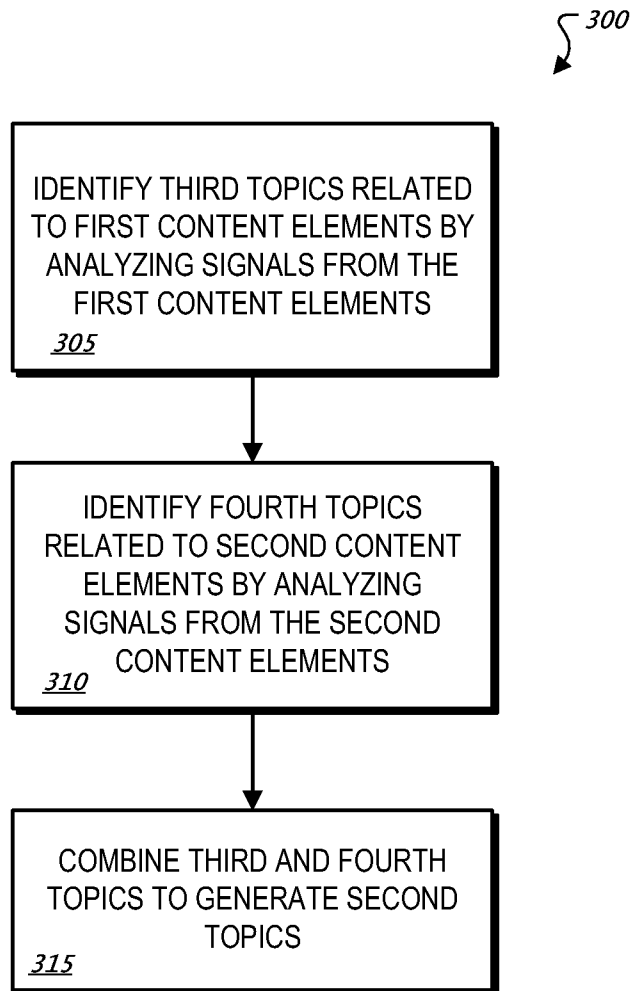 300
IDENTIFY THIRD TOPICS RELATED
TO FIRST CONTENT ELEMENTS BY
ANALYZING SIGNALS FROM THE
FIRST CONTENT ELEMENTS
305
IDENTIFY FOURTH TOPICS
RELATED TO SECOND CONTENT
ELEMENTS BY ANALYZING
SIGNALS FROM THE SECOND
CONTENT ELEMENTS
310
COMBINE THIRD AND FOURTH
TOPICS TO GENERATE SECOND
TOPICS
315